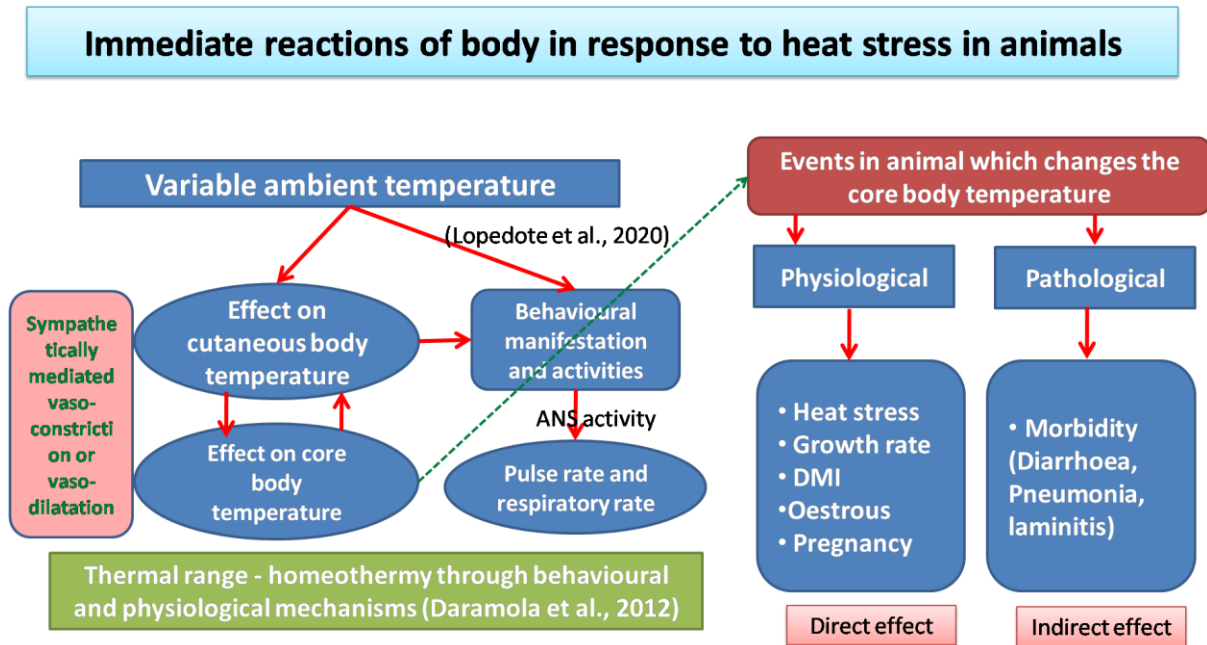 Immediate reactions of body in response to heat stress in animals
Variable ambient temperature
(Lopedote et al., 2020)
Sympathe
tically
mediated
vaso-
constricti
on or
vaso-
dilatation
Effect on
cutaneous body
temperature
Behavioural
manifestation
and activities
ANS activity
Effect on core
body
temperature
Pulse rate and
respiratory rate
Thermal range - homeothermy through behavioural
and physiological mechanisms (Daramola et al., 2012)
Events in animal which changes the
core body temperature
Physiological
Pathological
• Heat stress
• Growth rate
• DMI
•Oestrous
• Pregnancy
• Morbidity
(Diarrhoea,
Pneumonia,
laminitis)
Direct effect
Indirect effect